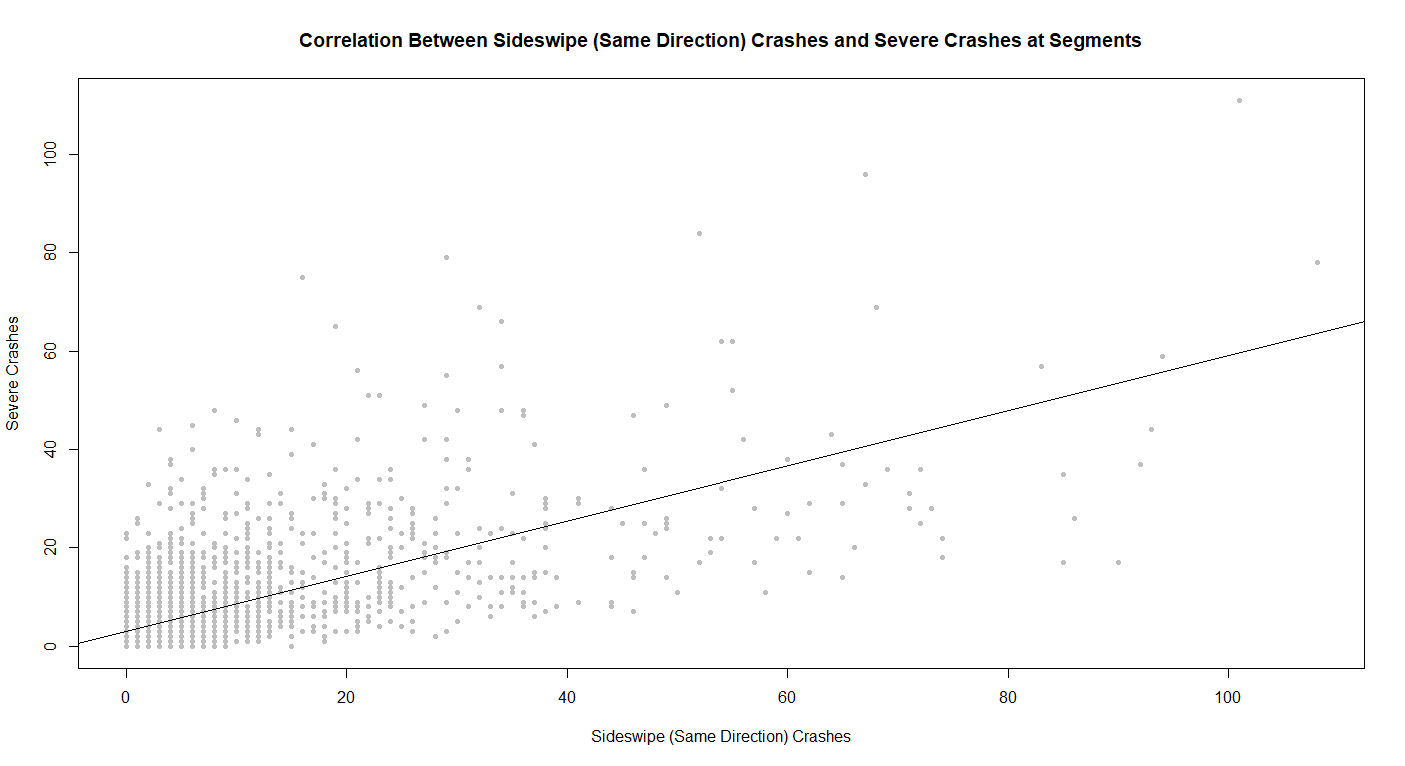 Correlation Between Sideswipe (Same Direction) Crashes and Severe Crashes at Segments
Severe Crashes
100
80
60
40
20
0
0 20 40 60 80 100
Sideswipe (Same Direction) Crashes